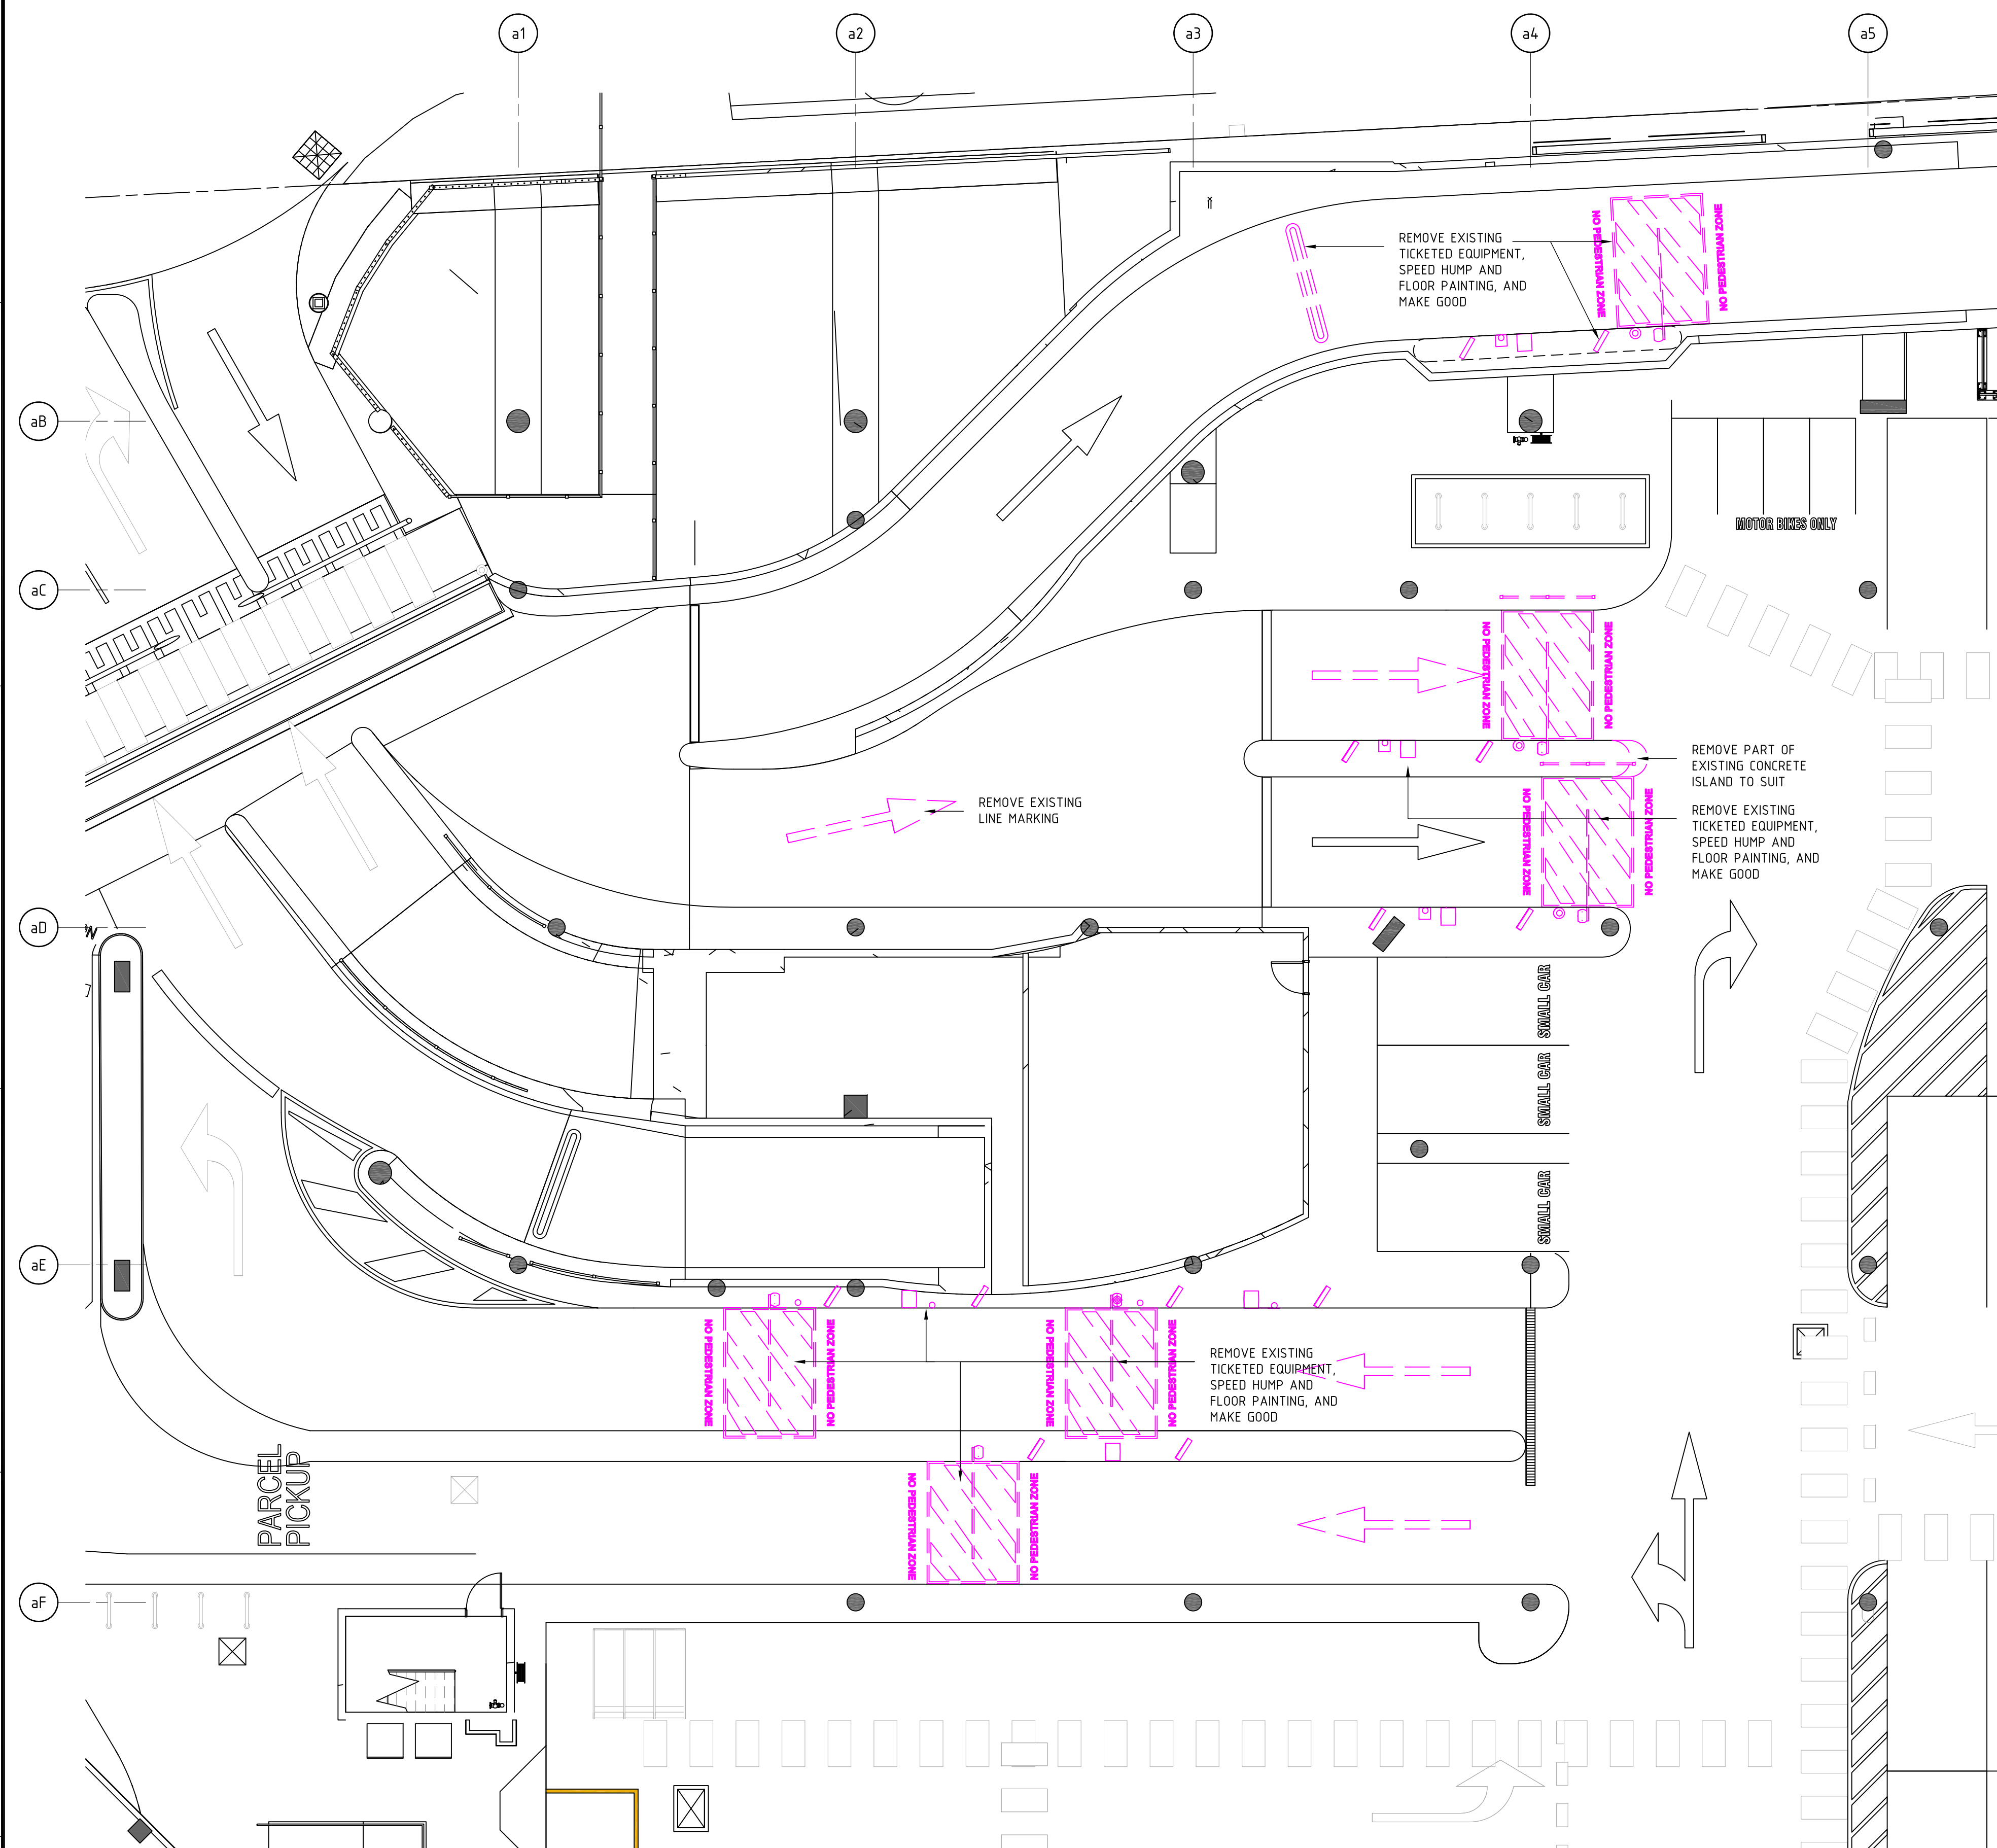 a1
a2
a3
a4
a5
REMOVE EXISTING
TICKETED EQUIPMENT,
SPEED HUMP AND
FLOOR PAINTING, AND
MAKE GOOD
NO PEDESTRIAN ZONE
NO PEDESTRIAN ZONE
aB
MOTOR BIKES ONLY
aC
NO PEDESTRIAN ZONE
NO PEDESTRIAN ZONE
REMOVE PART OF
EXISTING CONCRETE
ISLAND TO SUIT
REMOVE EXISTING
LINE MARKING
NO PEDESTRIAN ZONE
NO PEDESTRIAN ZONE
REMOVE EXISTING
TICKETED EQUIPMENT,
SPEED HUMP AND
FLOOR PAINTING, AND
MAKE GOOD
aD
SMALL CAR
SMALL CAR
SMALL CAR
aE
NO PEDESTRIAN ZONE
NO PEDESTRIAN ZONE
NO PEDESTRIAN ZONE
NO PEDESTRIAN ZONE
REMOVE EXISTING
TICKETED EQUIPMENT,
SPEED HUMP AND
FLOOR PAINTING, AND
MAKE GOOD
PARCEL
PICKUP
NO PEDESTRIAN ZONE
NO PEDESTRIAN ZONE
aF